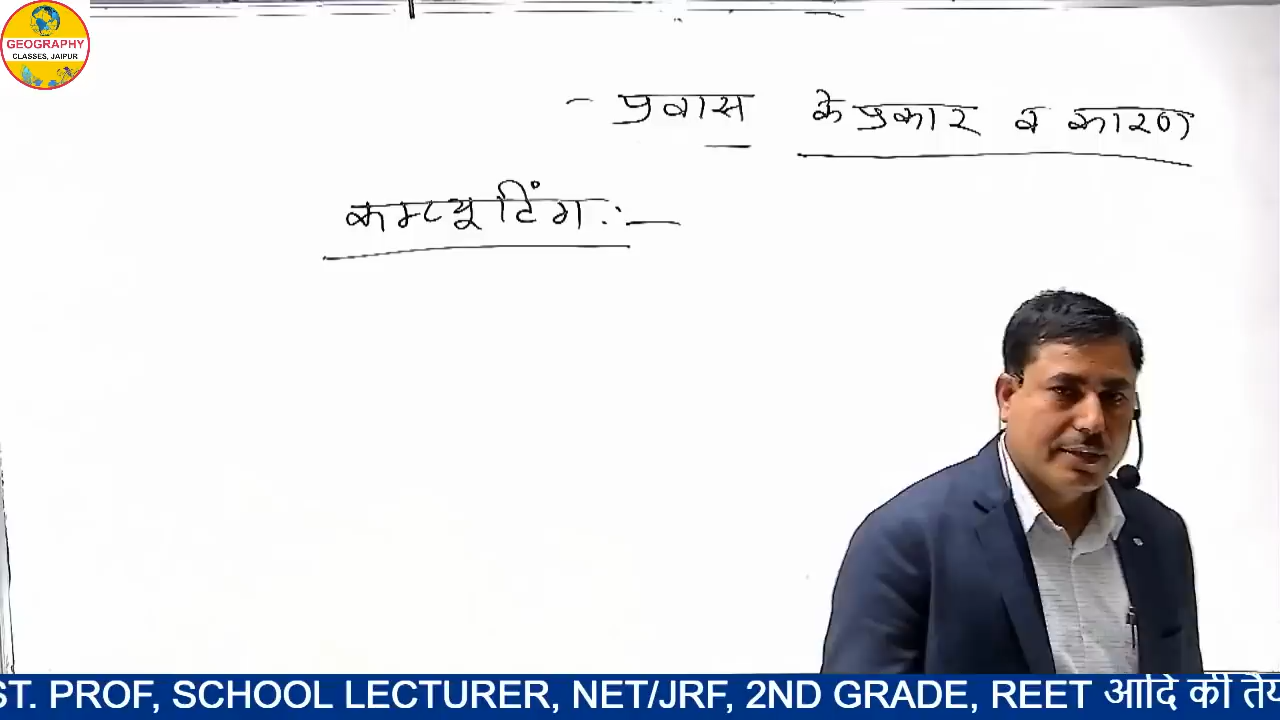 GEOGRAPHY
CLASSES, JAIPUR
- प्रवास के प्रकार व कारण
कम्यूटिंग :-
ST. PROF, SCHOOL LECTURER, NET/JRF, 2ND GRADE, REET आदि की तैय